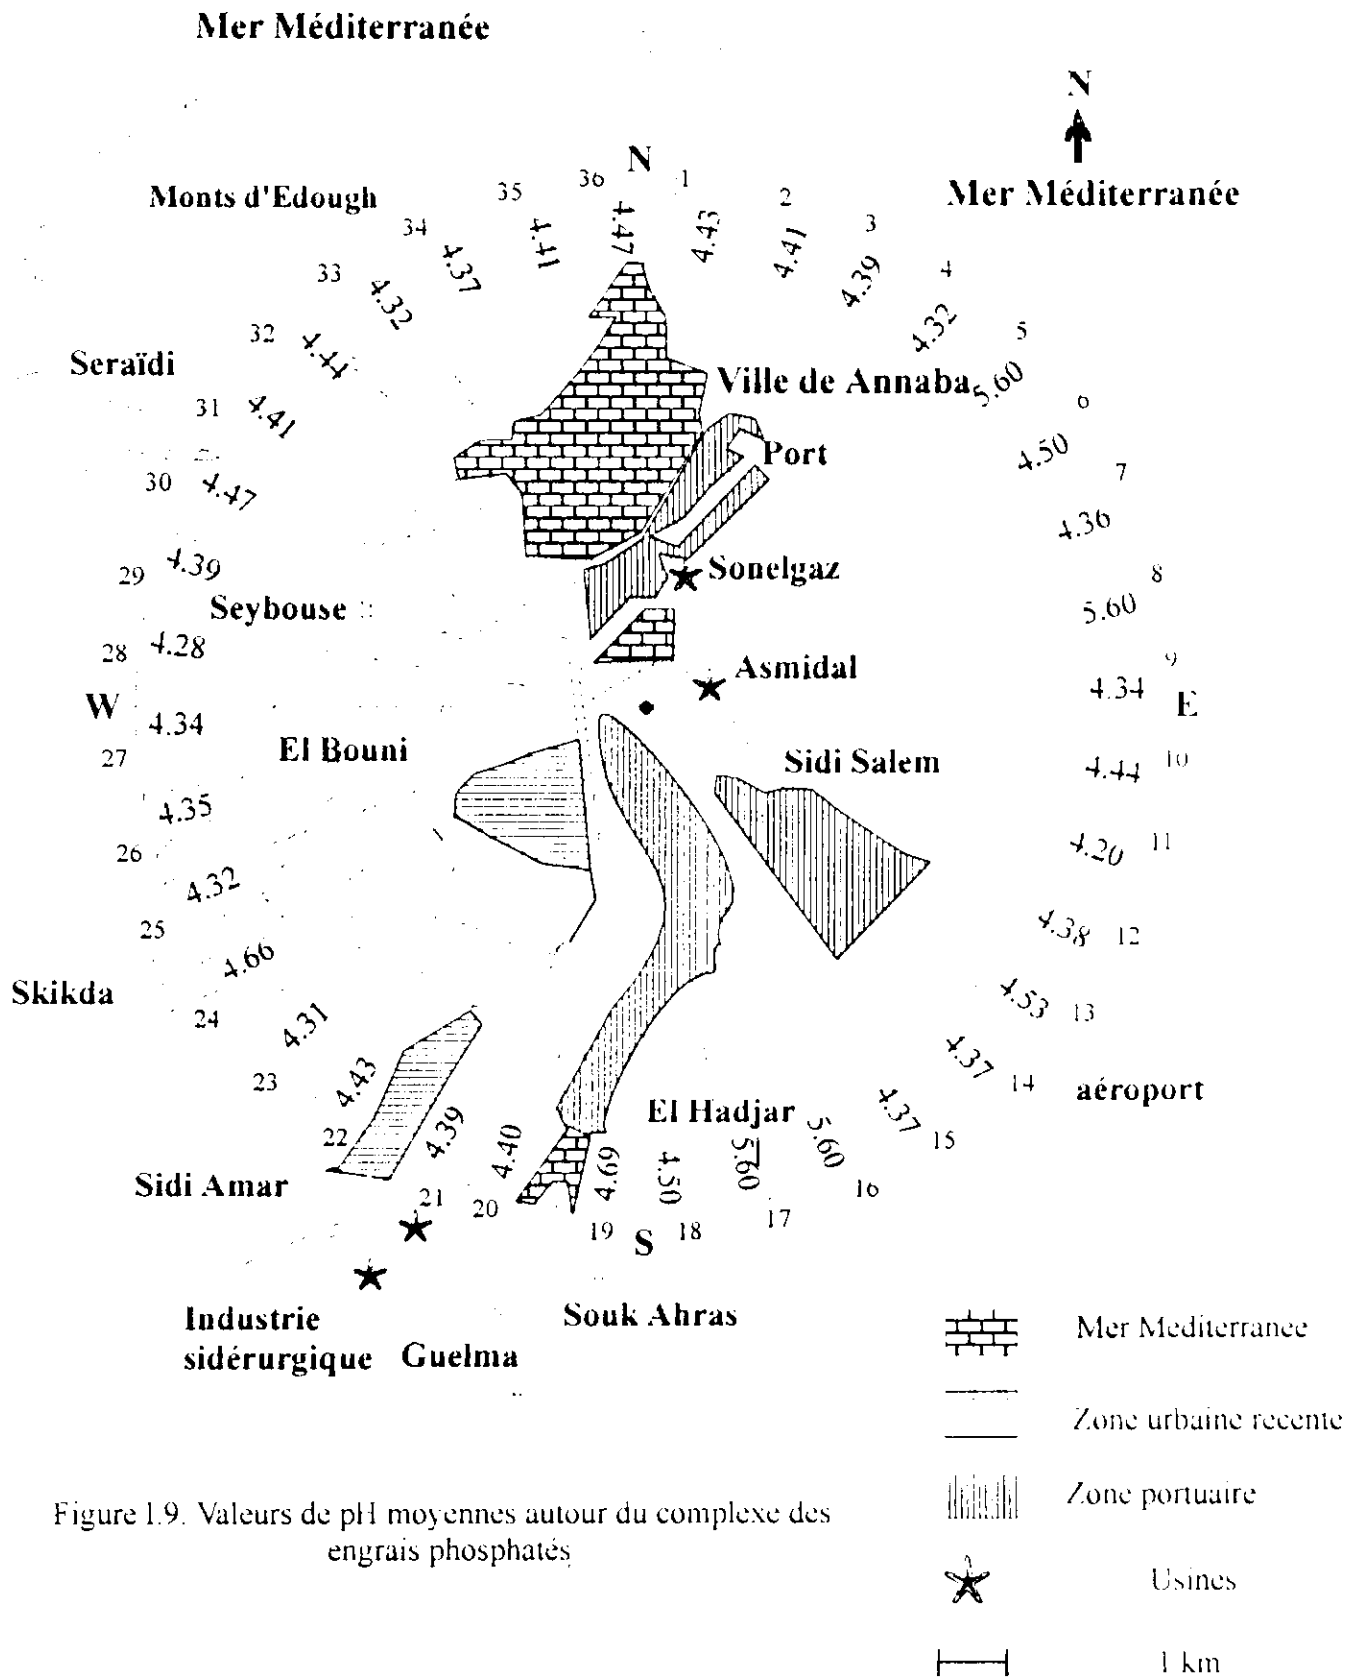 Mer Méditerranée
N
Mer Méditerranée
Monts d'Edough
N
36
1
2
3
4
5
6
7
8
9
10
11
12
13
14
15
16
17
18
19
20
21
22
23
24
25
26
27
28
29
30
31
32
33
34
35
4.47
4.43
4.41
4.39
4.32
5.60
4.50
4.36
5.60
4.34
4.44
4.20
4.38
4.53
4.37
4.37
5.60
5.60
4.50
4.69
4.40
4.39
4.43
4.31
4.66
4.32
4.35
4.34
4.28
4.39
4.47
4.41
4.44
4.32
4.37
4.41
Seraïdi
Ville de Annaba
Port
Sonelgaz
Seybouse
Asmidal
W
E
El Bouni
Sidi Salem
Skikda
aéroport
El Hadjar
Sidi Amar
S
Industrie
sidérurgique
Guelma
Souk Ahras
Mer Mediterranee
Zone urbaine recente
Zone portuaire
Usines
1 km
Figure 1.9. Valeurs de pH moyennes autour du complexe des
engrais phosphatés